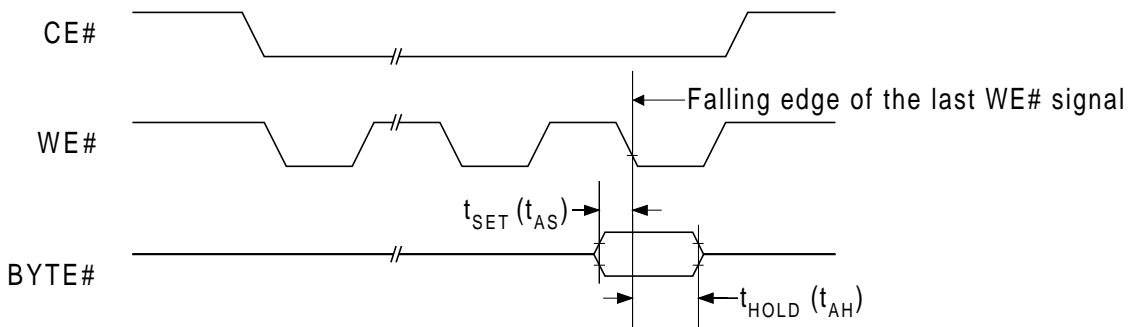 CE#
Falling edge of the last WE# signal
WE#
tSET (tAS)
BYTE#
tHOLD (tAH)